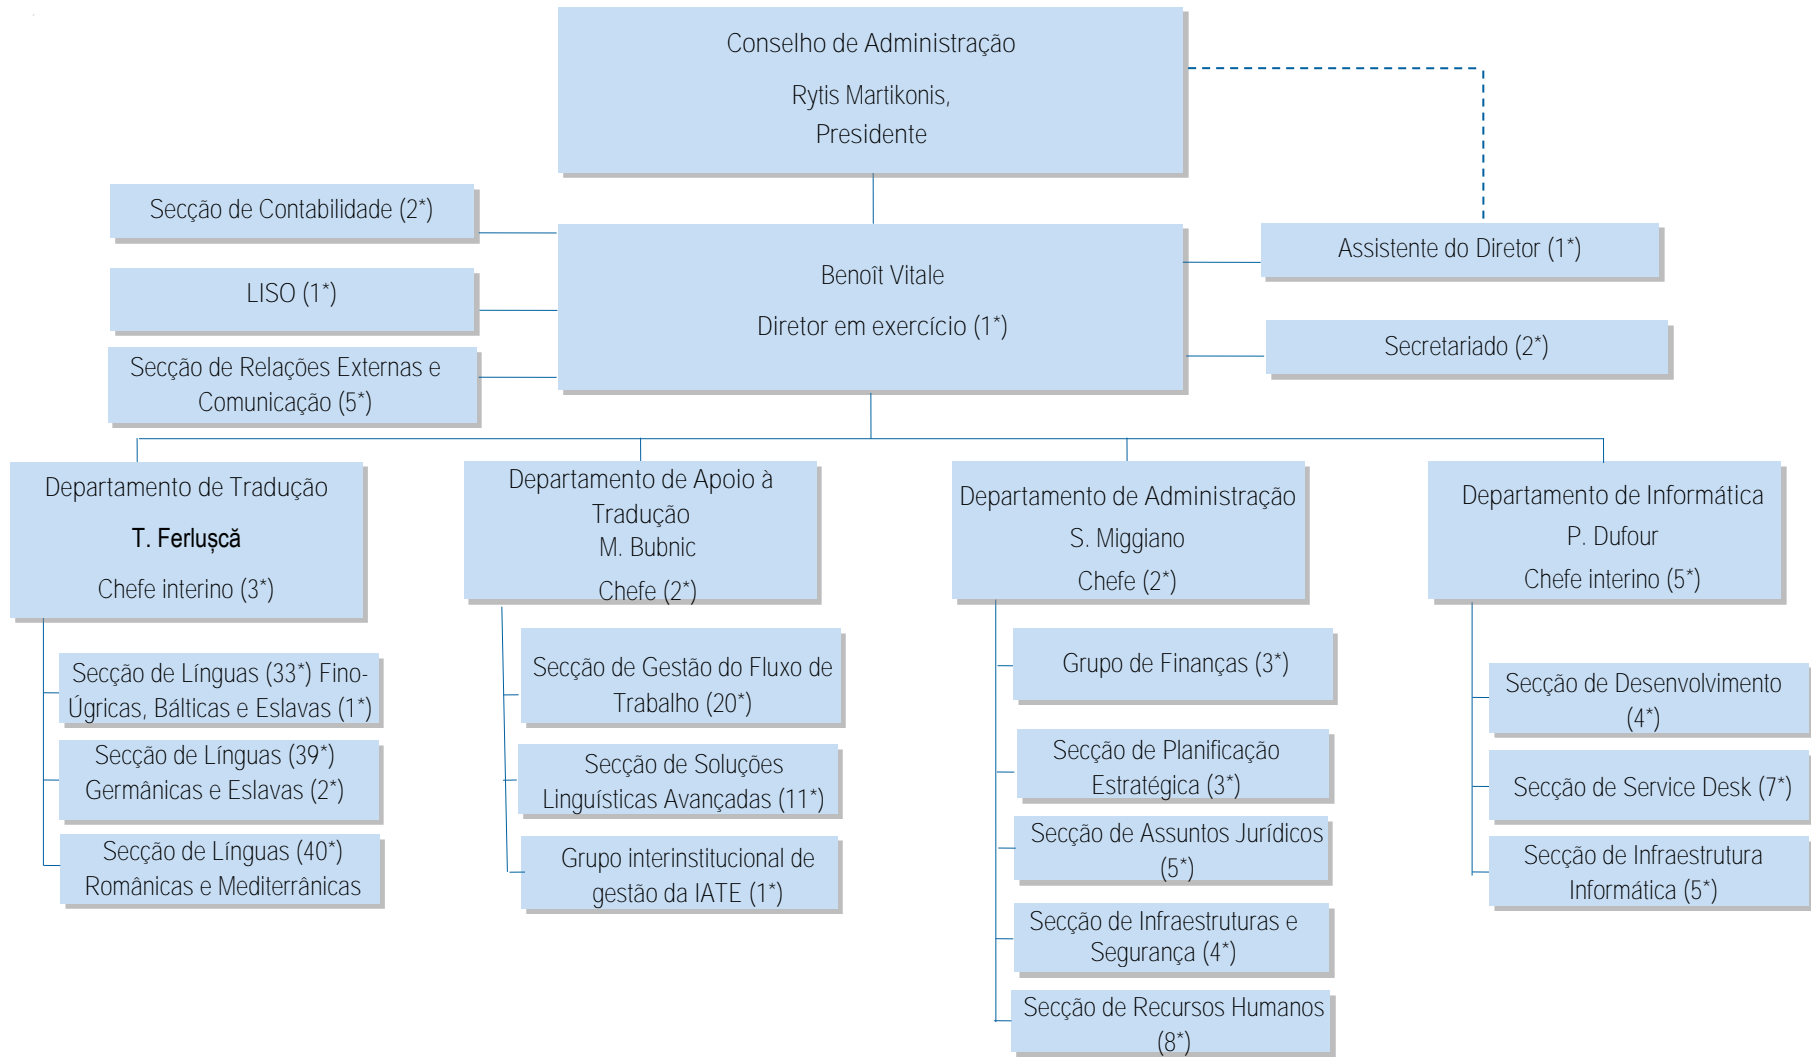 Conselho de Administração
Rytis Martikonis,
Presidente
Secção de Contabilidade (2*)
LISO (1*)
Secção de Relações Externas e
Comunicação (5*)
Benoît Vitale
Diretor em exercício (1*)
Assistente do Diretor (1*)
Secretariado (2*)
Departamento de Tradução
T. Ferlușcă
Chefe interino (3*)
Secção de Línguas (33*) Fino-
Úgricas, Bálticas e Eslavas (1*)
Secção de Línguas (39*)
Germânicas e Eslavas (2*)
Secção de Línguas (40*)
Românicas e Mediterrânicas
Departamento de Apoio à
Tradução
M. Bubnic
Chefe (2*)
Secção de Gestão do Fluxo de
Trabalho (20*)
Secção de Soluções
Linguísticas Avançadas (11*)
Grupo interinstitucional de
gestão da IATE (1*)
Departamento de Administração
S. Miggiano
Chefe (2*)
Grupo de Finanças (3*)
Secção de Planificação
Estratégica (3*)
Secção de Assuntos Jurídicos
(5*)
Secção de Infraestruturas e
Segurança (4*)
Secção de Recursos Humanos
(8*)
Departamento de Informática
P. Dufour
Chefe interino (5*)
Secção de Desenvolvimento
(4*)
Secção de Service Desk (7*)
Secção de Infraestrutura
Informática (5*)